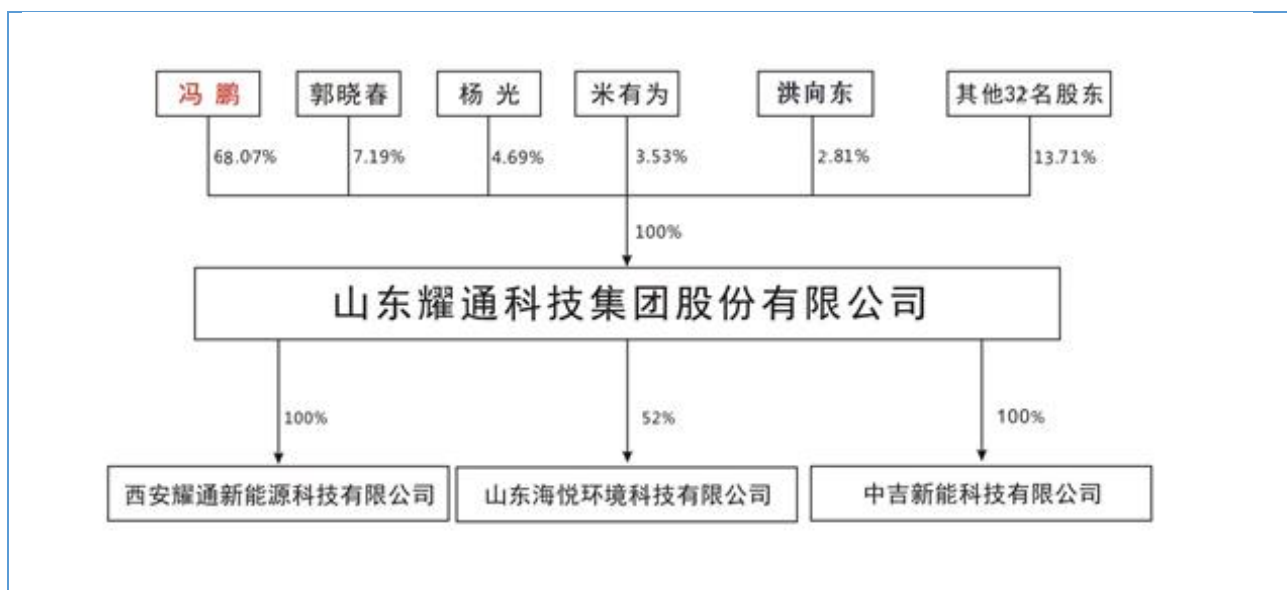 冯 鹏
郭晓春
杨 光
米有为
洪向东
其他32名股东
68.07%
7.19%
4.69%
3.53%
2.81%
13.71%
100%
山东耀通科技集团股份有限公司
100%
52%
100%
西安耀通新能源科技有限公司
山东海悦环境科技有限公司
中吉新能科技有限公司